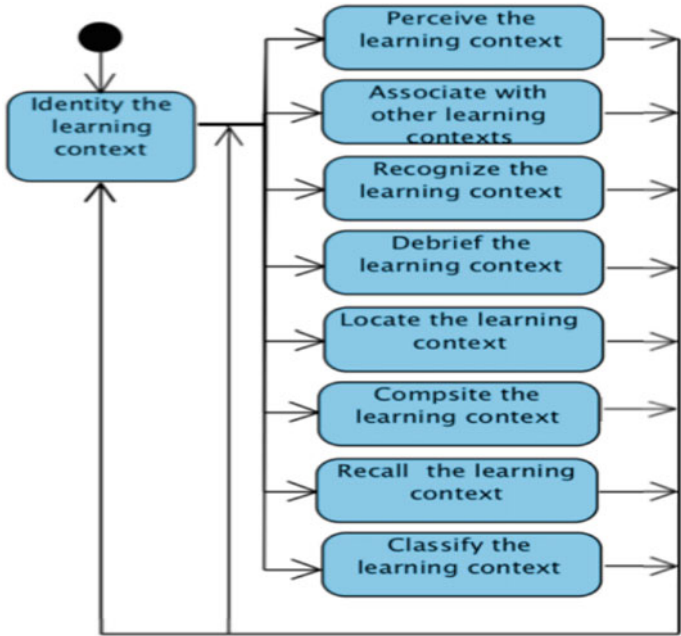 Identity the
learning
context
Perceive the
learning context
Associate with
other learning
contexts
Recognize the
learning context
Debrief the
learning context
Locate the learning
context
Compsite the
learning context
Recall the learning
context
Classify the
learning context